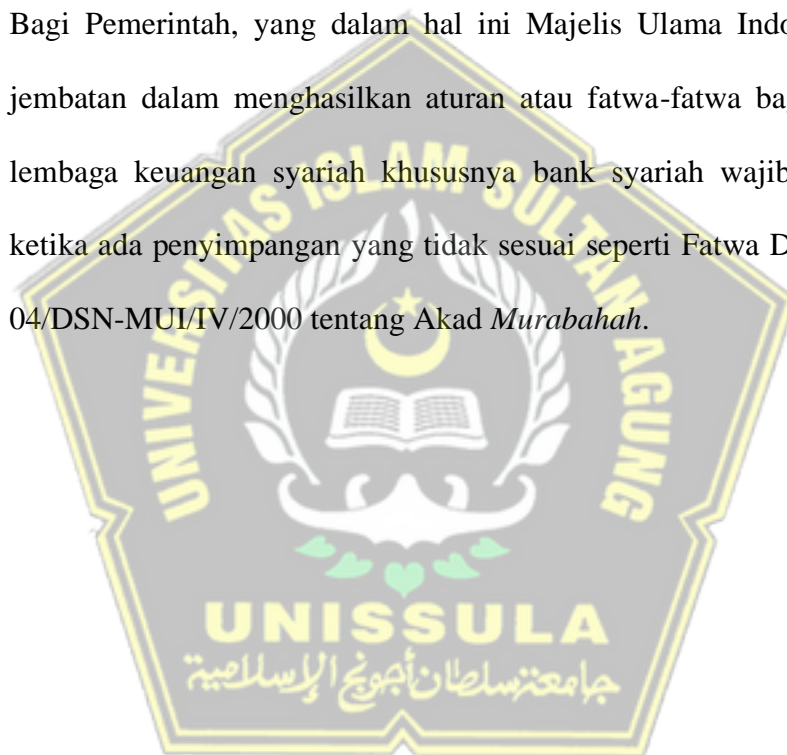 Bagi Pemerintah, yang dalam hal ini Majelis Ulama Indo
jembatan dalam menghasilkan aturan atau fatwa-fatwa ba
lembaga keuangan syariah khususnya bank syariah wajib
ketika ada penyimpangan yang tidak sesuai seperti Fatwa D
04/DSN-MUI/IV/2000 tentang Akad Murabahah.
UNIVERSITAS ISLAM SULTAN AGUNG
UNISSULA
جامعتسلطان أجونج الإسلامية